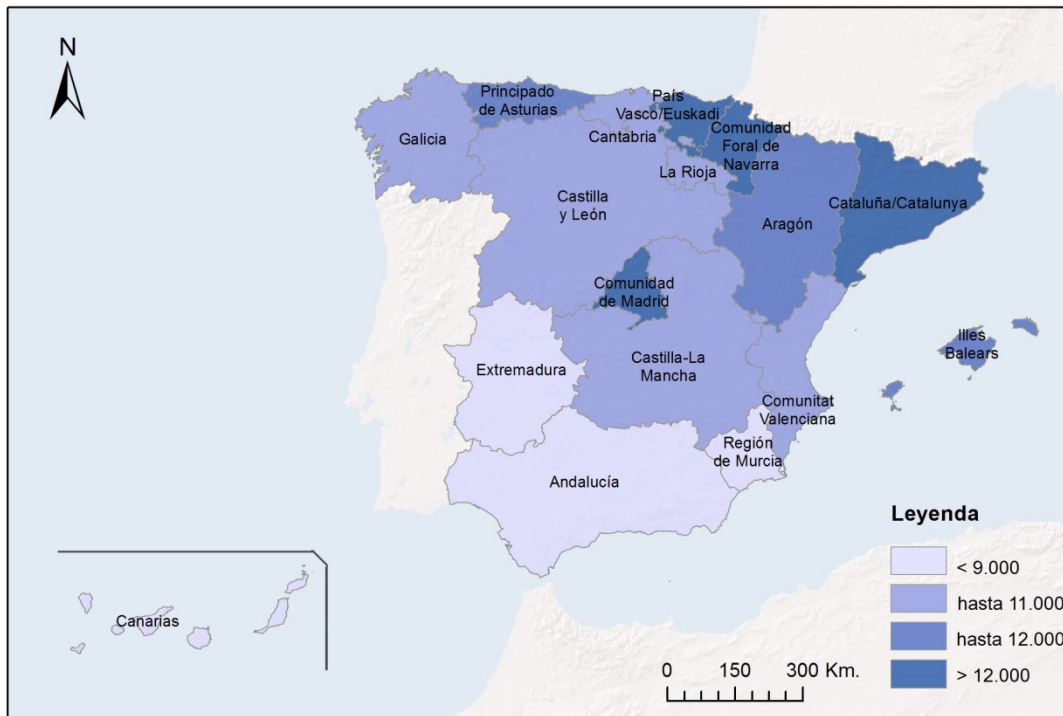 N
Principado
de Asturias
País
Vasco/Euskadi
Comunidad
Foral de
Navarra
Galicia
Cantabria
La Rioja
Castilla
y León
Aragón
Cataluña/Catalunya
Comunidad
de Madrid
Illes
Balears
Extremadura
Castilla-La
Mancha
Comunitat
Valenciana
Región
de Murcia
Andalucía
Canarias
Leyenda
< 9.000
hasta 11.000
hasta 12.000
> 12.000
0 150 300 Km.